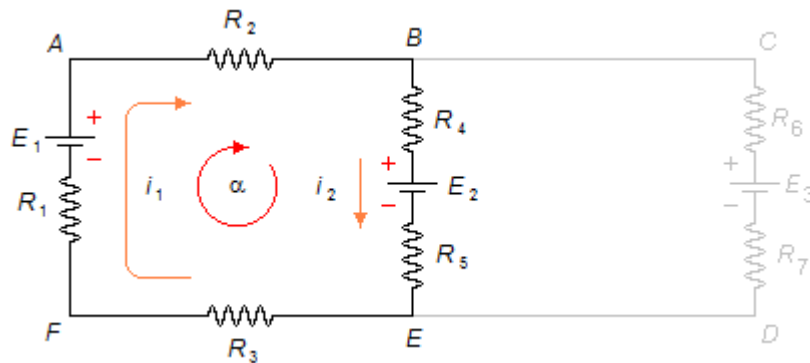 A
R2
B
C
+
E1
−
R1
i1
α
i2
R4
+
E2
−
R5
R6
+
E3
−
R7
F
R3
E
D